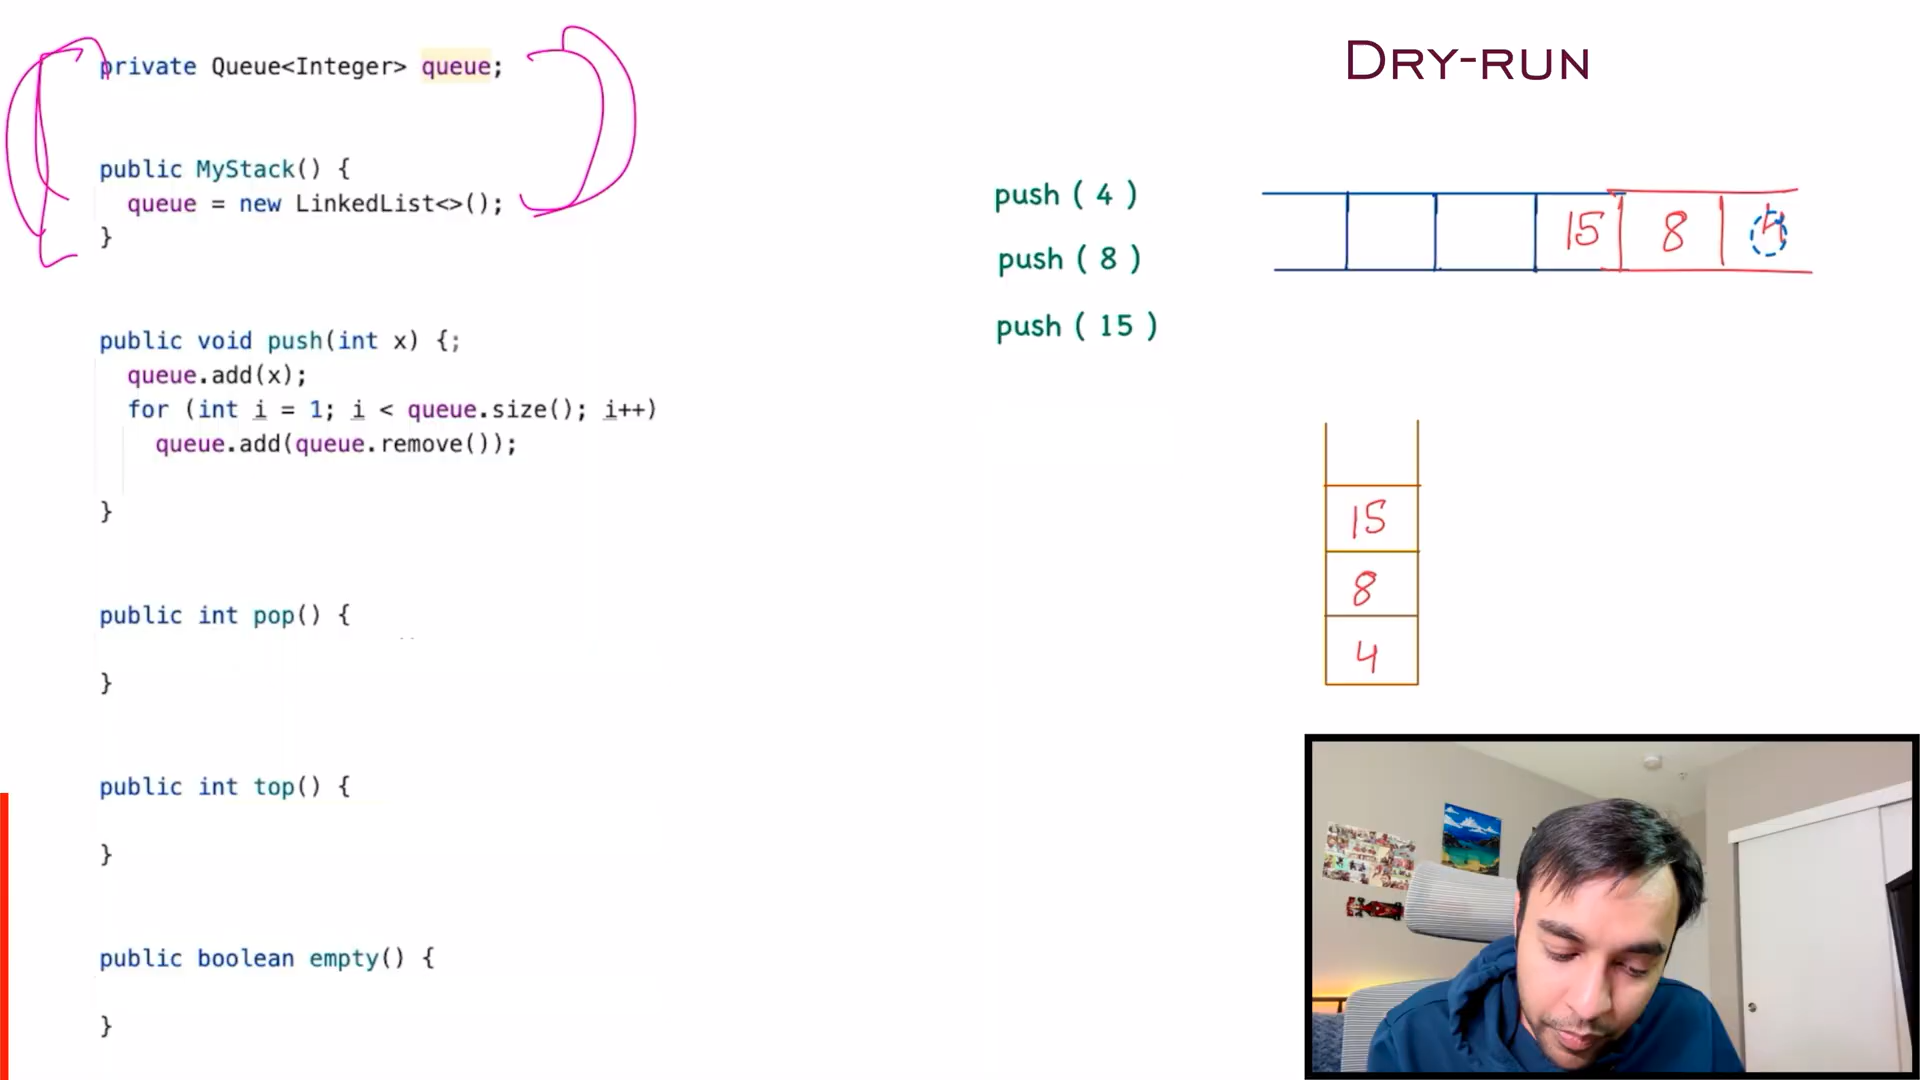 private Queue<Integer> queue;
public MyStack() {
queue = new LinkedList<>();
}
public void push(int x) {;
queue.add(x);
for (int i = 1; i < queue.size(); i++)
queue.add(queue.remove());
}
public int pop() {
}
public int top() {
}
public boolean empty() {
}
DRY-RUN
push ( 4 )
push ( 8 )
push ( 15 )
15 8 4
15
8
4